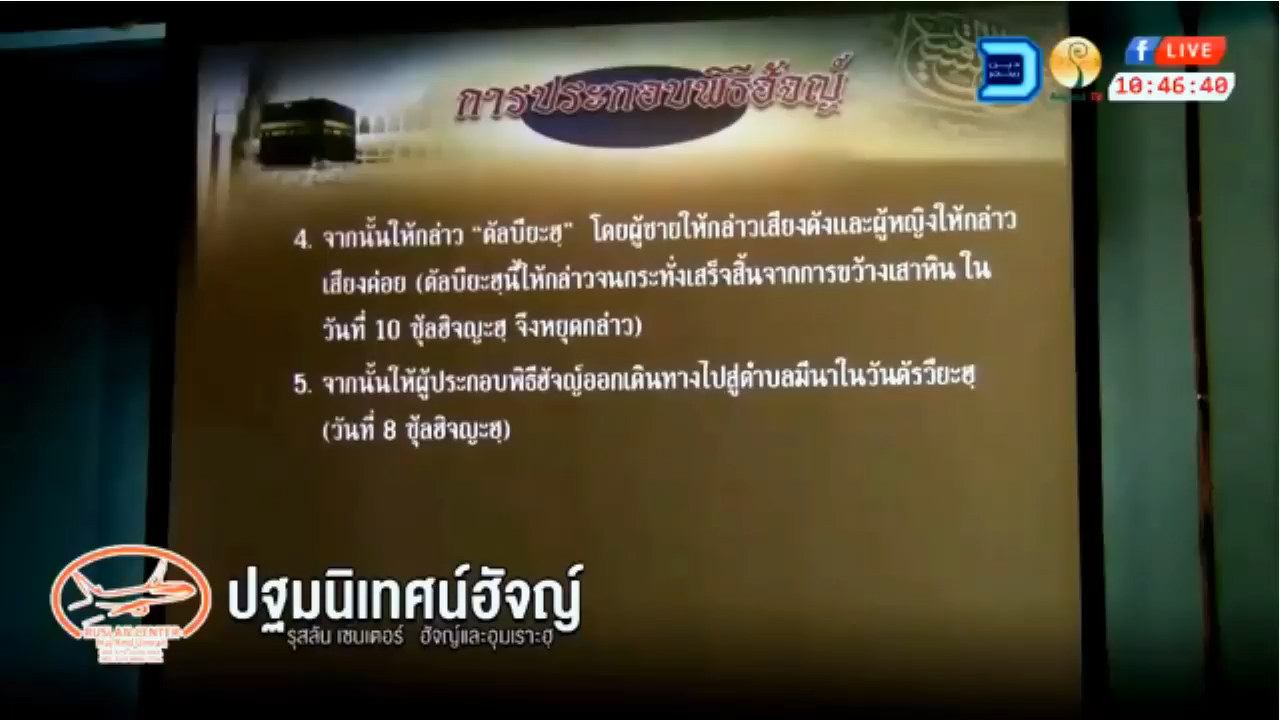 การประกอบพิธีฮัจญ์
LIVE
10:46:40
4. จากนั้นให้กล่าว “ตัลบียะฮฺ” โดยผู้ชายให้กล่าวเสียงดังและผู้หญิงให้กล่าว
เสียงค่อย (ตัลบียะฮฺนี้ให้กล่าวจนกระทั่งเสร็จสิ้นจากการขว้างเสาหิน ใน
วันที่ 10 ซุ้ลฮิจญะฮฺ จึงหยุดกล่าว)
5. จากนั้นให้ผู้ประกอบพิธีฮัจญ์ออกเดินทางไปสู่ตำบลมีนาในวันตัรวียะฮฺ
(วันที่ 8 ซุ้ลฮิจญะฮฺ)
ปฐมนิเทศน์ฮัจญ์
รุสลัน เซนเตอร์ ฮัจญ์และอุมเราะฮฺ
RUSLAN CENTER